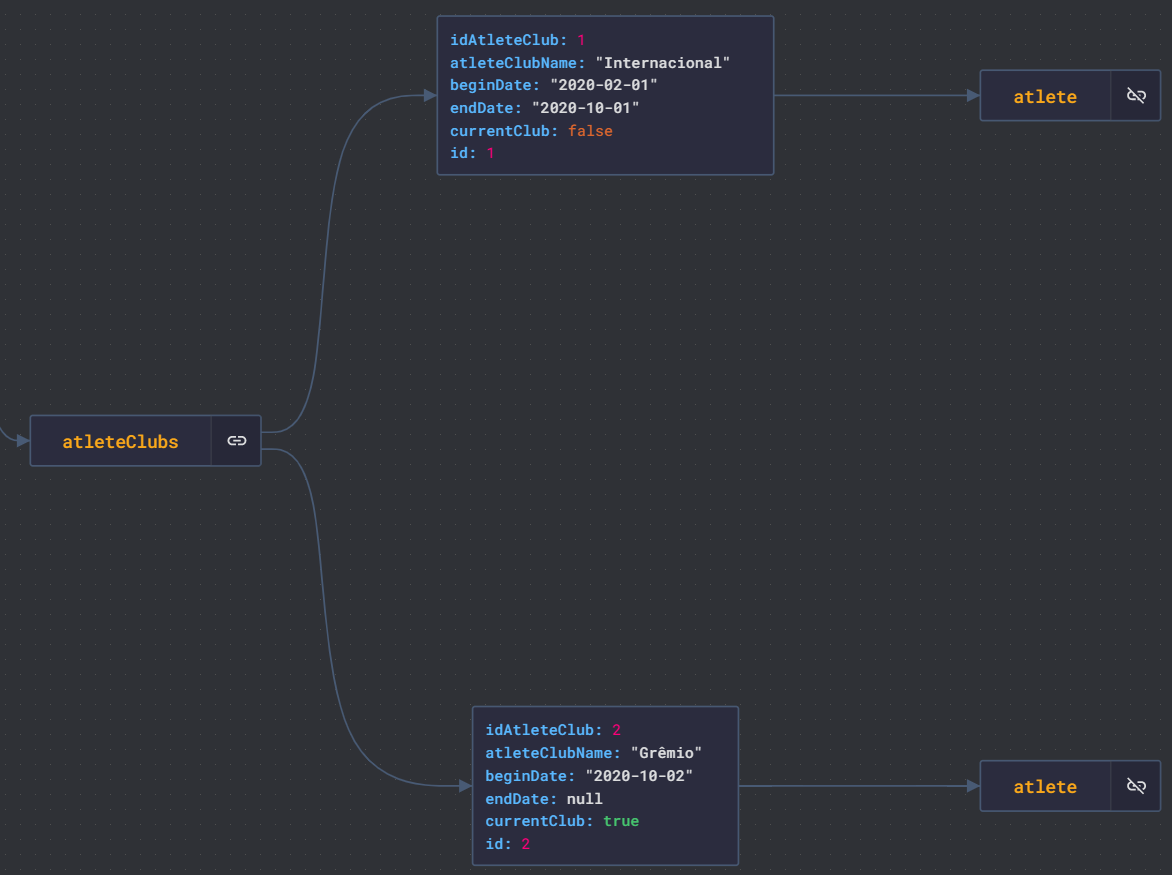 idAtleteClub: 1
atleteClubName: "Internacional"
beginDate: "2020-02-01"
endDate: "2020-10-01"
currentClub: false
id: 1
atlete
atleteClubs
idAtleteClub: 2
atleteClubName: "Grêmio"
beginDate: "2020-10-02"
endDate: null
currentClub: true
id: 2
atlete